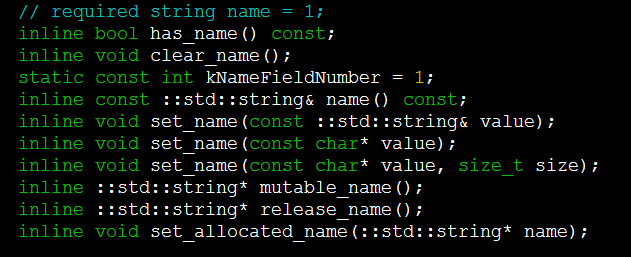 // required string name = 1;
inline bool has_name() const;
inline void clear_name();
static const int kNameFieldNumber = 1;
inline const ::std::string& name() const;
inline void set_name(const ::std::string& value);
inline void set_name(const char* value);
inline void set_name(const char* value, size_t size);
inline ::std::string* mutable_name();
inline ::std::string* release_name();
inline void set_allocated_name(::std::string* name);